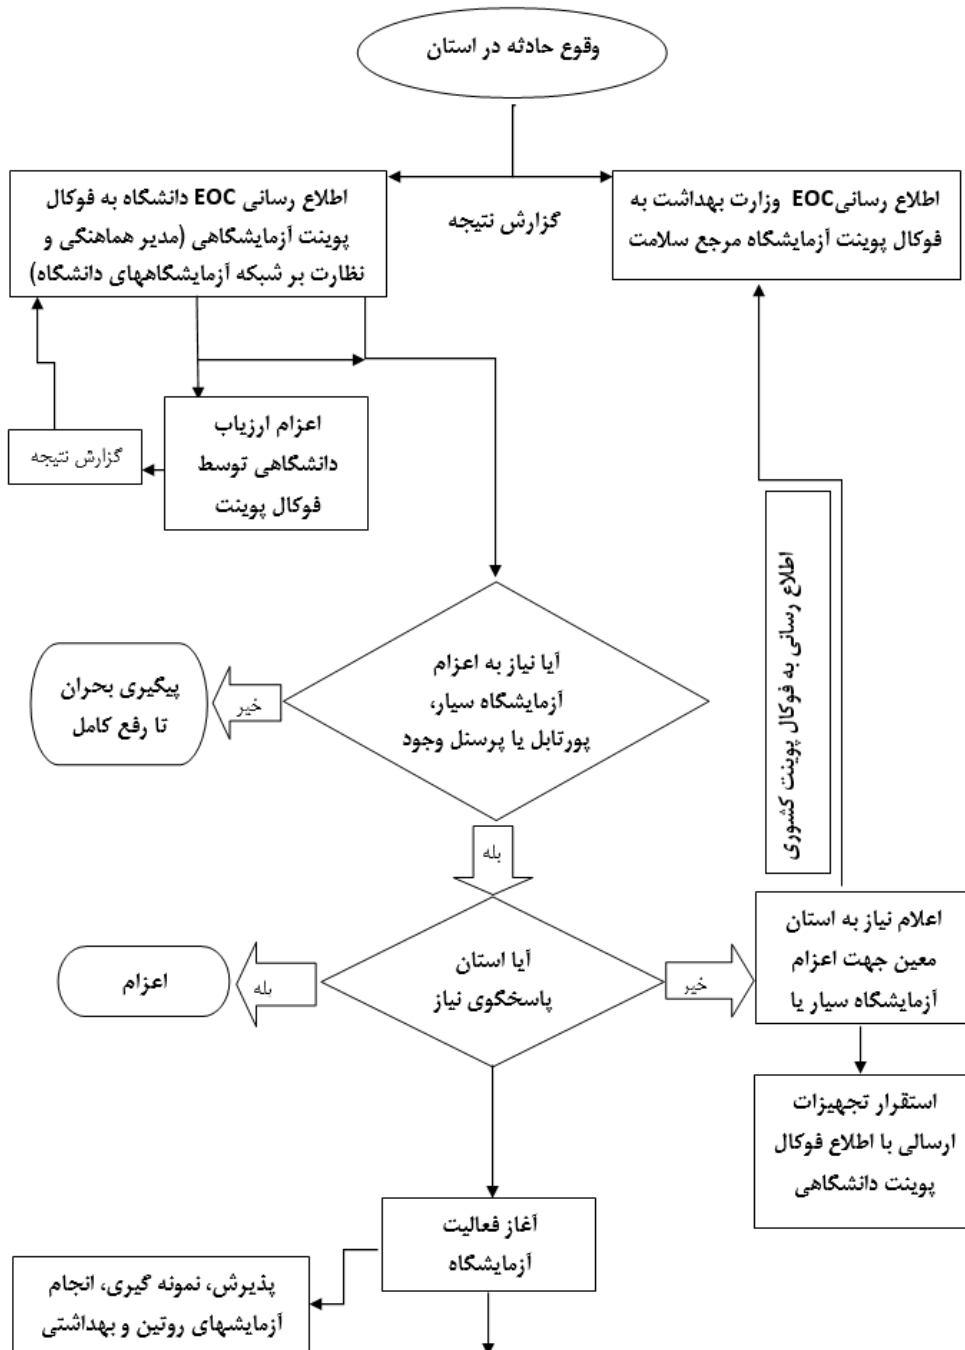 وقوع حادثه در استان
اطلاع رسانیEOC وزارت بهداشت به
فوکال پوینت آزمایشگاه مرجع سلامت
گزارش نتیجه
اطلاع رسانی EOC دانشگاه به فوکال
پوینت آزمایشگاهی (مدیر هماهنگی و
نظارت بر شبکه آزمایشگاههای دانشگاه)
اعزام ارزیاب
دانشگاهی توسط
فوکال پوینت
گزارش نتیجه
اطلاع رسانی به فوکال پوینت کشوری
آیا نیاز به اعزام
آزمایشگاه سیار،
پورتابل یا پرسنل وجود
خیر
پیگیری بحران
تا رفع کامل
بله
آیا استان
پاسخگوی نیاز
خیر
اعلام نیاز به استان
معین جهت اعزام
آزمایشگاه سیار یا
بله
اعزام
استقرار تجهیزات
ارسالی با اطلاع فوکال
پوینت دانشگاهی
آغاز فعالیت
آزمایشگاه
پذیرش، نمونه گیری، انجام
آزمایشهای روتین و بهداشتی